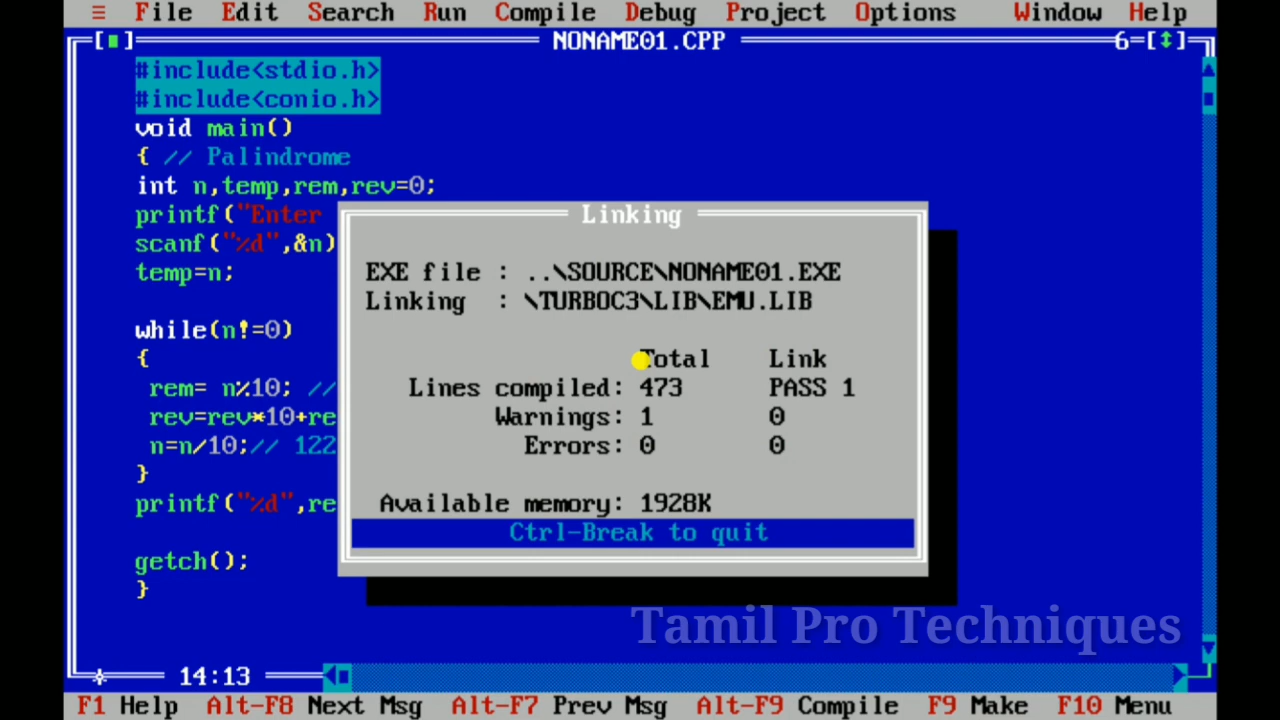 ≡ File Edit Search Run Compile Debug Project Options Window Help
[■] NONAME01.CPP 6=[↕]
#include<stdio.h>
#include<conio.h>
void main()
{ // Palindrome
int n,temp,rem,rev=0;
printf("Enter
scanf("%d",&n)
temp=n;
while(n!=0)
{
rem= n%10; //
rev=rev*10+re
n=n/10;// 122
}
printf("%d",re
getch();
}
Linking
EXE file : ..\SOURCE\NONAME01.EXE
Linking : \TURBOC3\LIB\EMU.LIB
Total Link
Lines compiled: 473 PASS 1
Warnings: 1 0
Errors: 0 0
Available memory: 1928K
Ctrl-Break to quit
Tamil Pro Techniques
14:13
F1 Help Alt-F8 Next Msg Alt-F7 Prev Msg Alt-F9 Compile F9 Make F10 Menu